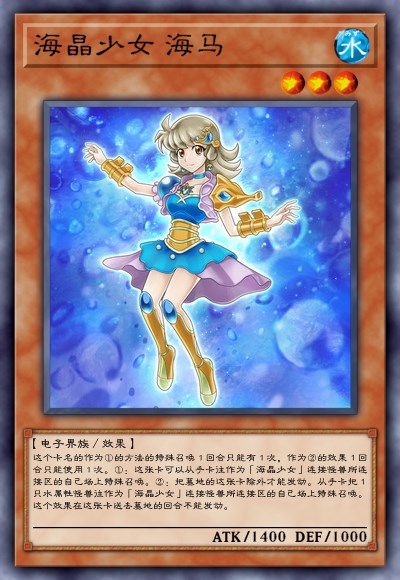 海晶少女 海马
水
【电子界族/效果】
这个卡名的作为①的方法的特殊召唤1回合只能有1次，作为②的效果1回
合只能使用1次。①：这张卡可以从手卡往作为「海晶少女」连接怪兽所连
接区的自己场上特殊召唤。②：把墓地的这张卡除外才能发动。从手卡把1
只水属性怪兽往作为「海晶少女」连接怪兽所连接区的自己场上特殊召唤。
这个效果在这张卡送去墓地的回合不能发动。
ATK/1400 DEF/1000